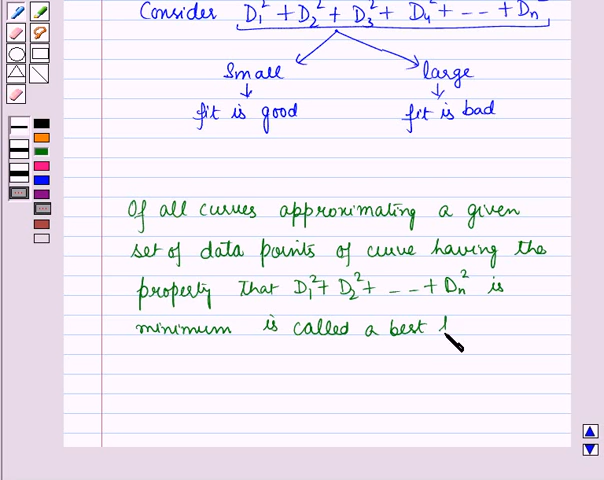 Consider D₁² + D₂² + D₃² + D₄² + -- -- + Dₙ²
Small large
fit is good fit is bad
Of all curves approximating a given
set of data points of curve having the
property that D₁² + D₂² + -- -- + Dₙ² is
minimum is called a best